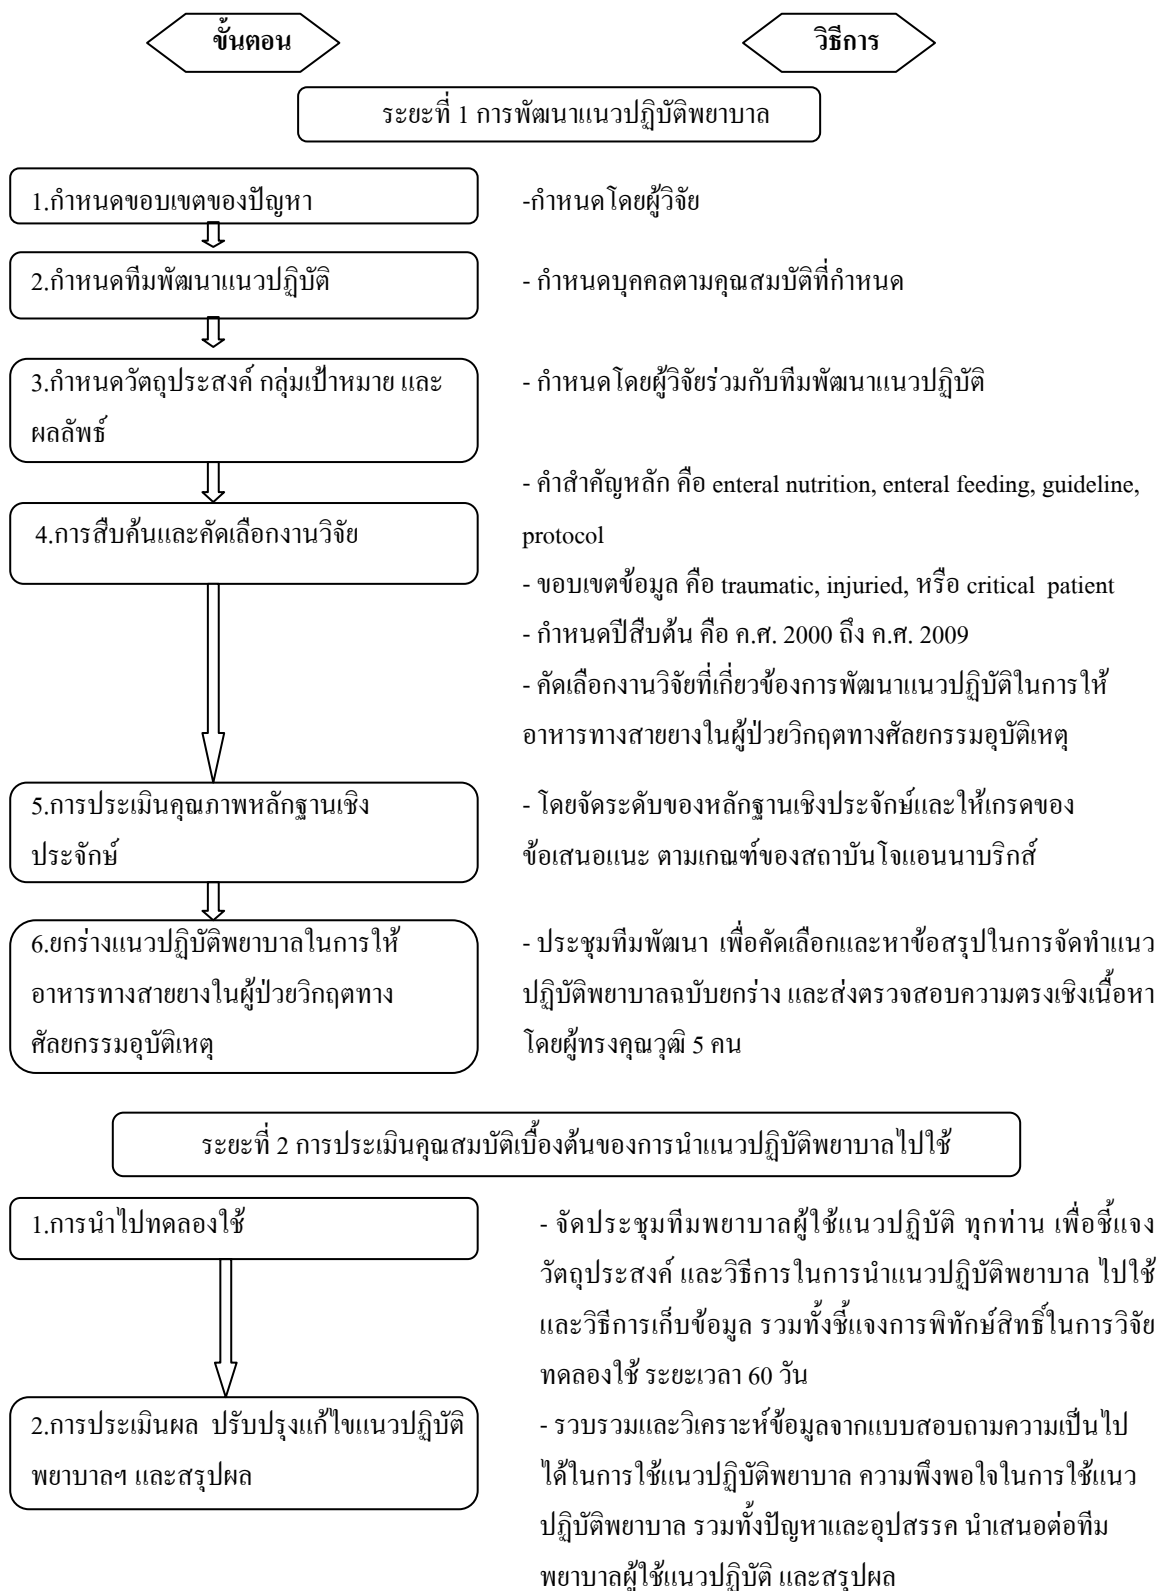 ขั้นตอน
วิธีการ
ระยะที่ 1 การพัฒนาแนวปฏิบัติพยาบาล
1.กำหนดขอบเขตของปัญหา
-กำหนดโดยผู้วิจัย
2.กำหนดทีมพัฒนาแนวปฏิบัติ
- กำหนดบุคคลตามคุณสมบัติที่กำหนด
3.กำหนดวัตถุประสงค์ กลุ่มเป้าหมาย และ
ผลลัพธ์
- กำหนดโดยผู้วิจัยร่วมกับทีมพัฒนาแนวปฏิบัติ
4.การสืบค้นและคัดเลือกงานวิจัย
- คำสำคัญหลัก คือ enteral nutrition, enteral feeding, guideline,
protocol
- ขอบเขตข้อมูล คือ traumatic, injuried, หรือ critical patient
- กำหนดปีสืบต้น คือ ค.ศ. 2000 ถึง ค.ศ. 2009
- คัดเลือกงานวิจัยที่เกี่ยวข้องการพัฒนาแนวปฏิบัติในการให้
อาหารทางสายยางในผู้ป่วยวิกฤตทางศัลยกรรมอุบัติเหตุ
5.การประเมินคุณภาพหลักฐานเชิง
ประจักษ์
- โดยจัดระดับของหลักฐานเชิงประจักษ์และให้เกรดของ
ข้อเสนอแนะ ตามเกณฑ์ของสถาบันโจแอนนาบริกส์
6.ยกร่างแนวปฏิบัติพยาบาลในการให้
อาหารทางสายยางในผู้ป่วยวิกฤตทาง
ศัลยกรรมอุบัติเหตุ
- ประชุมทีมพัฒนา เพื่อคัดเลือกและหาข้อสรุปในการจัดทำแนว
ปฏิบัติพยาบาลฉบับยกร่าง และส่งตรวจสอบความตรงเชิงเนื้อหา
โดยผู้ทรงคุณวุฒิ 5 คน
ระยะที่ 2 การประเมินคุณสมบัติเบื้องต้นของการนำแนวปฏิบัติพยาบาลไปใช้
1.การนำไปทดลองใช้
- จัดประชุมทีมพยาบาลผู้ใช้แนวปฏิบัติ ทุกท่าน เพื่อชี้แจง
วัตถุประสงค์ และวิธีการในการนำแนวปฏิบัติพยาบาล ไปใช้
และวิธีการเก็บข้อมูล รวมทั้งชี้แจงการพิทักษ์สิทธิ์ในการวิจัย
ทดลองใช้ ระยะเวลา 60 วัน
2.การประเมินผล ปรับปรุงแก้ไขแนวปฏิบัติ
พยาบาลฯ และสรุปผล
- รวบรวมและวิเคราะห์ข้อมูลจากแบบสอบถามความเป็นไป
ได้ในการใช้แนวปฏิบัติพยาบาล ความพึงพอใจในการใช้แนว
ปฏิบัติพยาบาล รวมทั้งปัญหาและอุปสรรค นำเสนอต่อทีม
พยาบาลผู้ใช้แนวปฏิบัติ และสรุปผล